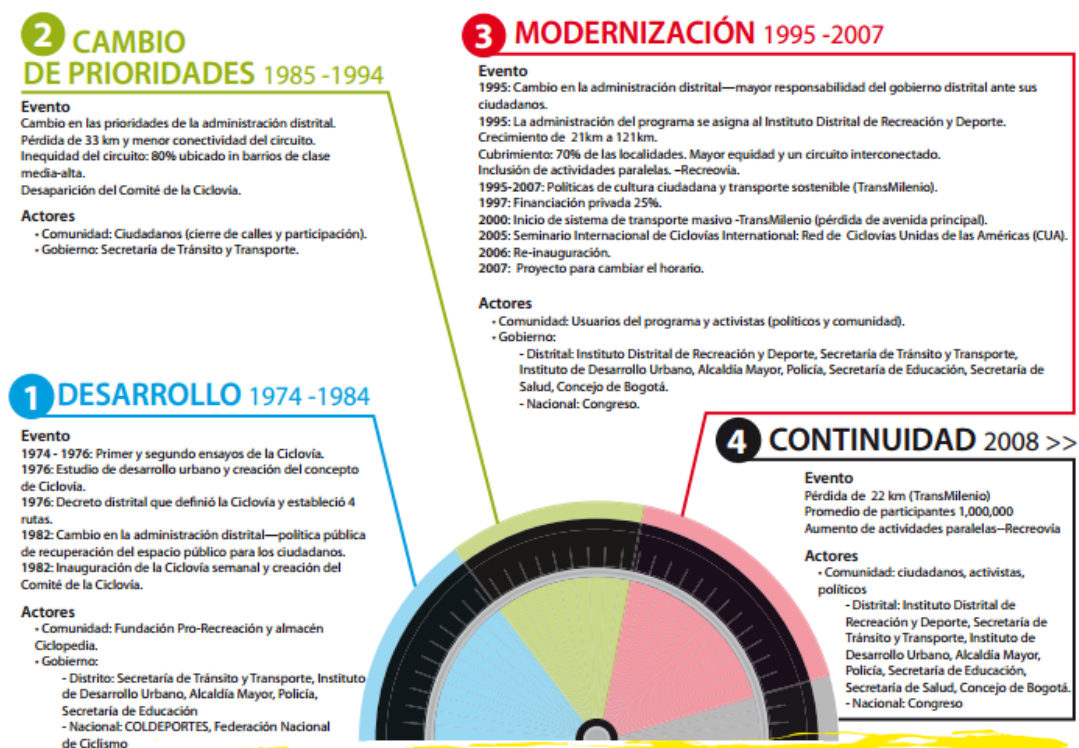 1 DESARROLLO 1974 -1984
Evento
1974 - 1976: Primer y segundo ensayos de la Ciclovía.
1976: Estudio de desarrollo urbano y creación del concepto
de Ciclovía.
1976: Decreto distrital que definió la Ciclovía y estableció 4
rutas.
1982: Cambio en la administración distrital—política pública
de recuperación del espacio público para los ciudadanos.
1982: Inauguración de la Ciclovía semanal y creación del
Comité de la Ciclovía.
Actores
• Comunidad: Fundación Pro-Recreación y almacén
Ciclopedia.
• Gobierno:
- Distrito: Secretaría de Tránsito y Transporte, Instituto
de Desarrollo Urbano, Alcaldía Mayor, Policía,
Secretaría de Educación
- Nacional: COLDEPORTES, Federación Nacional
de Ciclismo
2 CAMBIO
DE PRIORIDADES 1985 -1994
Evento
Cambio en las prioridades de la administración distrital.
Pérdida de 33 km y menor conectividad del circuito.
Inequidad del circuito: 80% ubicado in barrios de clase
media-alta.
Desaparición del Comité de la Ciclovía.
Actores
• Comunidad: Ciudadanos (cierre de calles y participación).
• Gobierno: Secretaría de Tránsito y Transporte.
3 MODERNIZACIÓN 1995 -2007
Evento
1995: Cambio en la administración distrital—mayor responsabilidad del gobierno distrital ante sus
ciudadanos.
1995: La administración del programa se asigna al Instituto Distrital de Recreación y Deporte.
Crecimiento de 21km a 121km.
Cubrimiento: 70% de las localidades. Mayor equidad y un circuito interconectado.
Inclusión de actividades paralelas. –Recreovía.
1995-2007: Políticas de cultura ciudadana y transporte sostenible (TransMilenio).
1997: Financiación privada 25%.
2000: Inicio de sistema de transporte masivo -TransMilenio (pérdida de avenida principal).
2005: Seminario Internacional de Ciclovías International: Red de Ciclovías Unidas de las Américas (CUA).
2006: Re-inauguración.
2007: Proyecto para cambiar el horario.
Actores
• Comunidad: Usuarios del programa y activistas (políticos y comunidad).
• Gobierno:
- Distrital: Instituto Distrital de Recreación y Deporte, Secretaría de Tránsito y Transporte,
Instituto de Desarrollo Urbano, Alcaldía Mayor, Policía, Secretaría de Educación, Secretaría de
Salud, Concejo de Bogotá.
- Nacional: Congreso.
4 CONTINUIDAD 2008 >>
Evento
Pérdida de 22 km (TransMilenio)
Promedio de participantes 1,000,000
Aumento de actividades paralelas--Recreovía
Actores
• Comunidad: ciudadanos, activistas,
políticos
- Distrital: Instituto Distrital de
Recreación y Deporte, Secretaría de
Tránsito y Transporte, Instituto de
Desarrollo Urbano, Alcaldía Mayor,
Policía, Secretaría de Educación,
Secretaría de Salud, Concejo de Bogotá.
- Nacional: Congreso